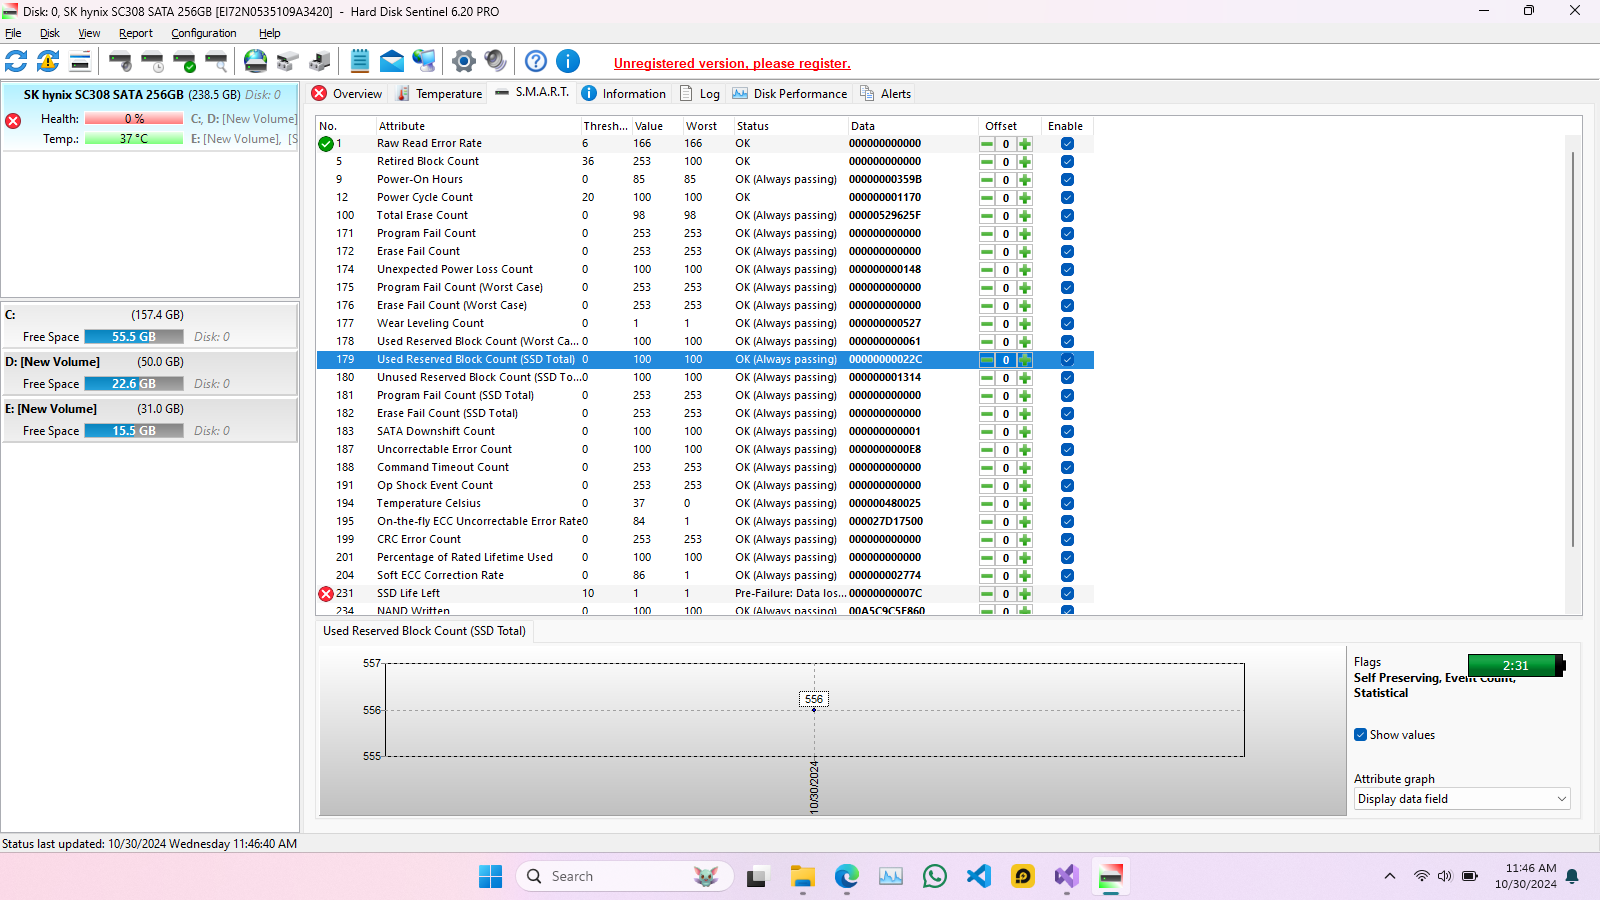 Disk: 0, SK hynix SC308 SATA 256GB [EI72N0535109A3420] - Hard Disk Sentinel 6.20 PRO
File Disk View Report Configuration Help
Unregistered version, please register.
SK hynix SC308 SATA 256GB (238.5 GB) Disk: 0
Health: 0 % C:, D: [New Volume]
Temp.: 37 °C E: [New Volume], [S
C: (157.4 GB)
Free Space 55.5 GB Disk: 0
D: [New Volume] (50.0 GB)
Free Space 22.6 GB Disk: 0
E: [New Volume] (31.0 GB)
Free Space 15.5 GB Disk: 0
Overview Temperature S.M.A.R.T. Information Log Disk Performance Alerts
No. Attribute Thresh... Value Worst Status Data Offset Enable
1 Raw Read Error Rate 6 166 166 OK 000000000000 0
5 Retired Block Count 36 253 100 OK 000000000000 0
9 Power-On Hours 0 85 85 OK (Always passing) 00000000359B 0
12 Power Cycle Count 20 100 100 OK 000000001170 0
100 Total Erase Count 0 98 98 OK (Always passing) 00000529625F 0
171 Program Fail Count 0 253 253 OK (Always passing) 000000000000 0
172 Erase Fail Count 0 253 253 OK (Always passing) 000000000000 0
174 Unexpected Power Loss Count 0 100 100 OK (Always passing) 000000000148 0
175 Program Fail Count (Worst Case) 0 253 253 OK (Always passing) 000000000000 0
176 Erase Fail Count (Worst Case) 0 253 253 OK (Always passing) 000000000000 0
177 Wear Leveling Count 0 1 1 OK (Always passing) 000000000527 0
178 Used Reserved Block Count (Worst Ca... 0 100 100 OK (Always passing) 000000000061 0
179 Used Reserved Block Count (SSD Total) 0 100 100 OK (Always passing) 00000000022C 0
180 Unused Reserved Block Count (SSD To... 0 100 100 OK (Always passing) 000000001314 0
181 Program Fail Count (SSD Total) 0 253 253 OK (Always passing) 000000000000 0
182 Erase Fail Count (SSD Total) 0 253 253 OK (Always passing) 000000000000 0
183 SATA Downshift Count 0 100 100 OK (Always passing) 000000000001 0
187 Uncorrectable Error Count 0 100 100 OK (Always passing) 0000000000E8 0
188 Command Timeout Count 0 253 253 OK (Always passing) 000000000000 0
191 Op Shock Event Count 0 253 253 OK (Always passing) 000000000000 0
194 Temperature Celsius 0 37 0 OK (Always passing) 000000480025 0
195 On-the-fly ECC Uncorrectable Error Rate 0 84 1 OK (Always passing) 000027D17500 0
199 CRC Error Count 0 253 253 OK (Always passing) 000000000000 0
201 Percentage of Rated Lifetime Used 0 100 100 OK (Always passing) 000000000000 0
204 Soft ECC Correction Rate 0 86 1 OK (Always passing) 000000002774 0
231 SSD Life Left 10 1 1 Pre-Failure: Data los... 00000000007C 0
234 NAND Written 0 100 100 OK (Always passing) 00A5C9C5F860 0
Used Reserved Block Count (SSD Total)
557
556
555
556
10/30/2024
Flags
2:31
Self Preserving, Event Count,
Statistical
Show values
Attribute graph
Display data field
Status last updated: 10/30/2024 Wednesday 11:46:40 AM
Search
11:46 AM
10/30/2024